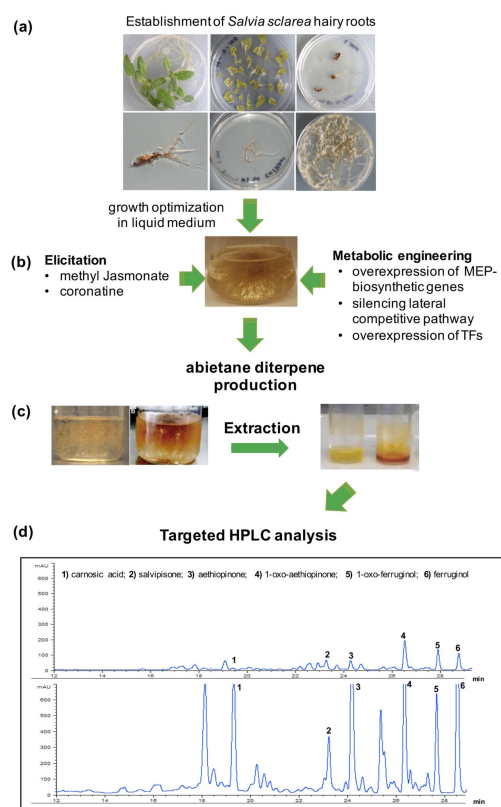 (a)
Establishment of Salvia sclarea hairy roots
growth optimization
in liquid medium
(b)
Elicitation
• methyl Jasmonate
• coronatine
Metabolic engineering
• overexpression of MEP-
biosynthetic genes
• silencing lateral
competitive pathway
• overexpression of TFs
abietane diterpene
production
(c)
Extraction
(d)
Targeted HPLC analysis
mAU
1) carnosic acid; 2) salvipisone; 3) aethiopinone; 4) 1-oxo-aethiopinone; 5) 1-oxo-ferruginol; 6) ferruginol
600
500
400
300
200
100
0
1
2
3
4
5
6
12 14 16 18 20 22 24 26 28 min
mAU
600
500
400
300
200
100
0
1
2
3
4
5
6
12 14 16 18 20 22 24 26 28 min